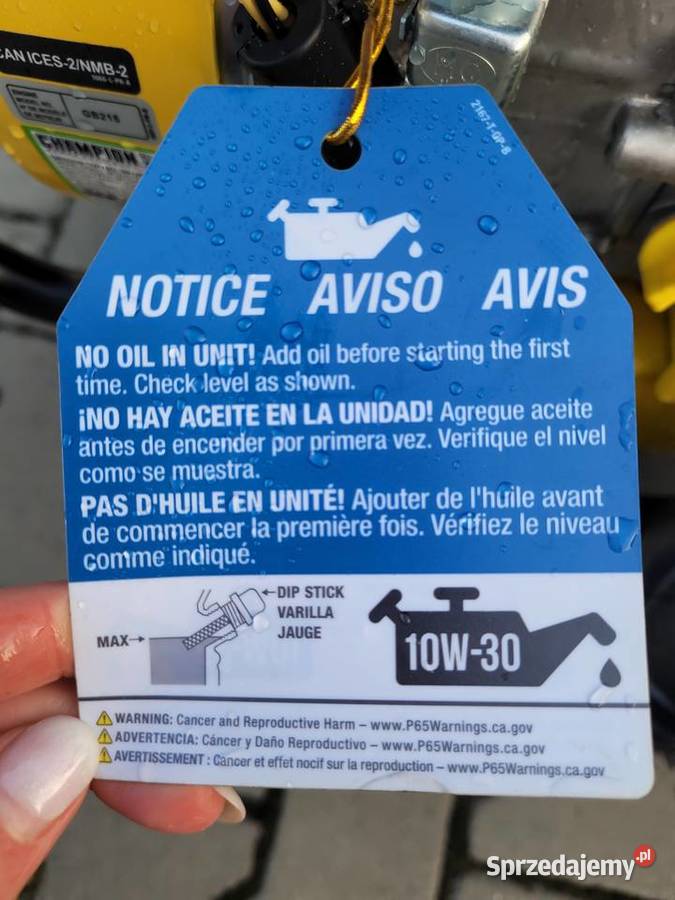 CAN ICES-2/NMB-2
GB216
CHAMPION
2167-T-OP-B
NOTICE AVISO AVIS
NO OIL IN UNIT! Add oil before starting the first
time. Check level as shown.
¡NO HAY ACEITE EN LA UNIDAD! Agregue aceite
antes de encender por primera vez. Verifique el nivel
como se muestra.
PAS D'HUILE EN UNITÉ! Ajouter de l'huile avant
de commencer la première fois. Vérifiez le niveau
comme indiqué.
DIP STICK
VARILLA
JAUGE
MAX
10W-30
WARNING: Cancer and Reproductive Harm – www.P65Warnings.ca.gov
ADVERTENCIA: Cáncer y Daño Reproductivo – www.P65Warnings.ca.gov
AVERTISSEMENT : Cancer et effet nocif sur la reproduction – www.P65Warnings.ca.gov
Sprzedajemy.pl